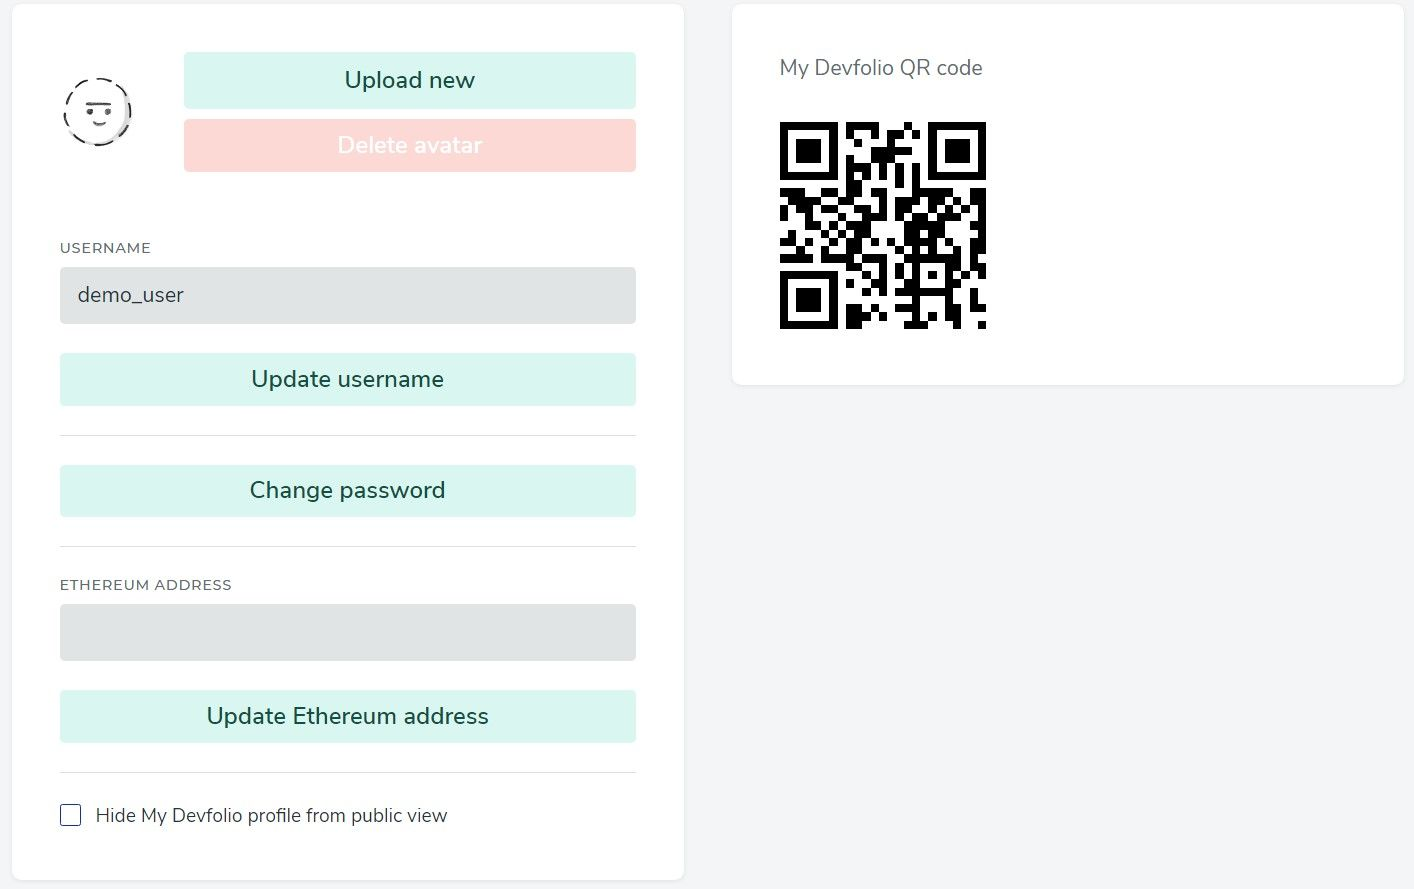 Upload new
Delete avatar
USERNAME
demo_user
Update username
Change password
ETHEREUM ADDRESS
Update Ethereum address
Hide My Devfolio profile from public view
My Devfolio QR code